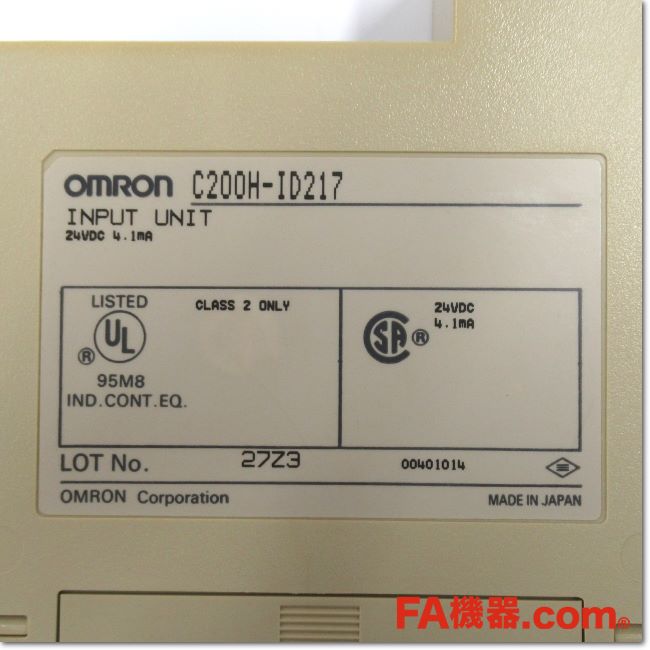 OMRON C200H-ID217
INPUT UNIT
24VDC 4.1mA
LISTED
UL
®
95M8
IND.CONT.EQ.
CLASS 2 ONLY
SA ®
24VDC
4.1mA
LOT No. 27Z3 00401014
OMRON Corporation MADE IN JAPAN
FA機器.com®